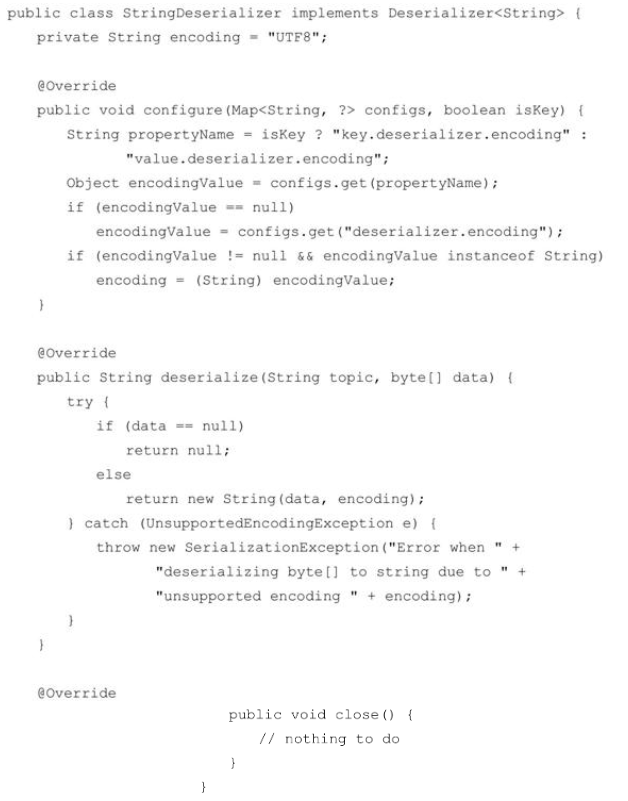 public class StringDeserializer implements Deserializer<String> {
    private String encoding = "UTF8";

    @Override
    public void configure(Map<String, ?> configs, boolean isKey) {
        String propertyName = isKey ? "key.deserializer.encoding" :
                "value.deserializer.encoding";
        Object encodingValue = configs.get(propertyName);
        if (encodingValue == null)
            encodingValue = configs.get("deserializer.encoding");
        if (encodingValue != null && encodingValue instanceof String)
            encoding = (String) encodingValue;
    }

    @Override
    public String deserialize(String topic, byte[] data) {
        try {
            if (data == null)
                return null;
            else
                return new String(data, encoding);
        } catch (UnsupportedEncodingException e) {
            throw new SerializationException("Error when " +
                    "deserializing byte[] to string due to " +
                    "unsupported encoding " + encoding);
        }
    }

    @Override
                              public void close() {
                                  // nothing to do
                              }
                          }